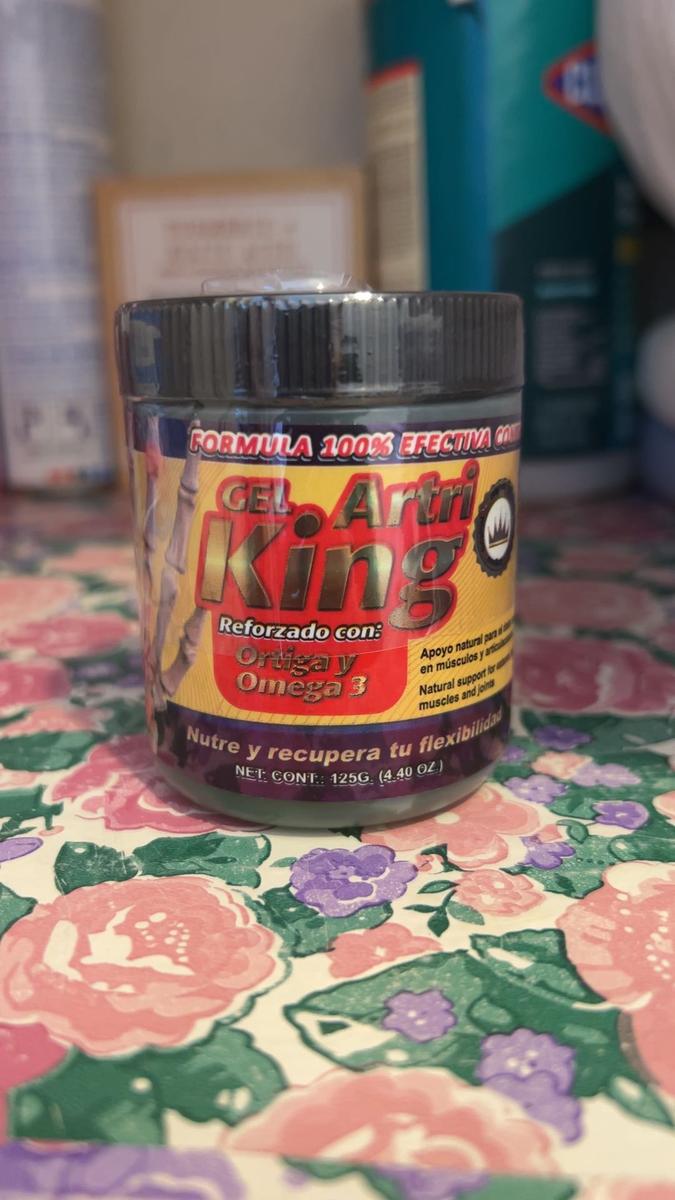 FORMULA 100% EFECTIVA
GEL Artri
King
Reforzado con:
Ortiga y
Omega 3
Apoyo natural para el
en músculos y
Natural support for
muscles and joints
Nutre y recupera tu flexibilidad
NET. CONT.: 125G. (4.40 OZ.)